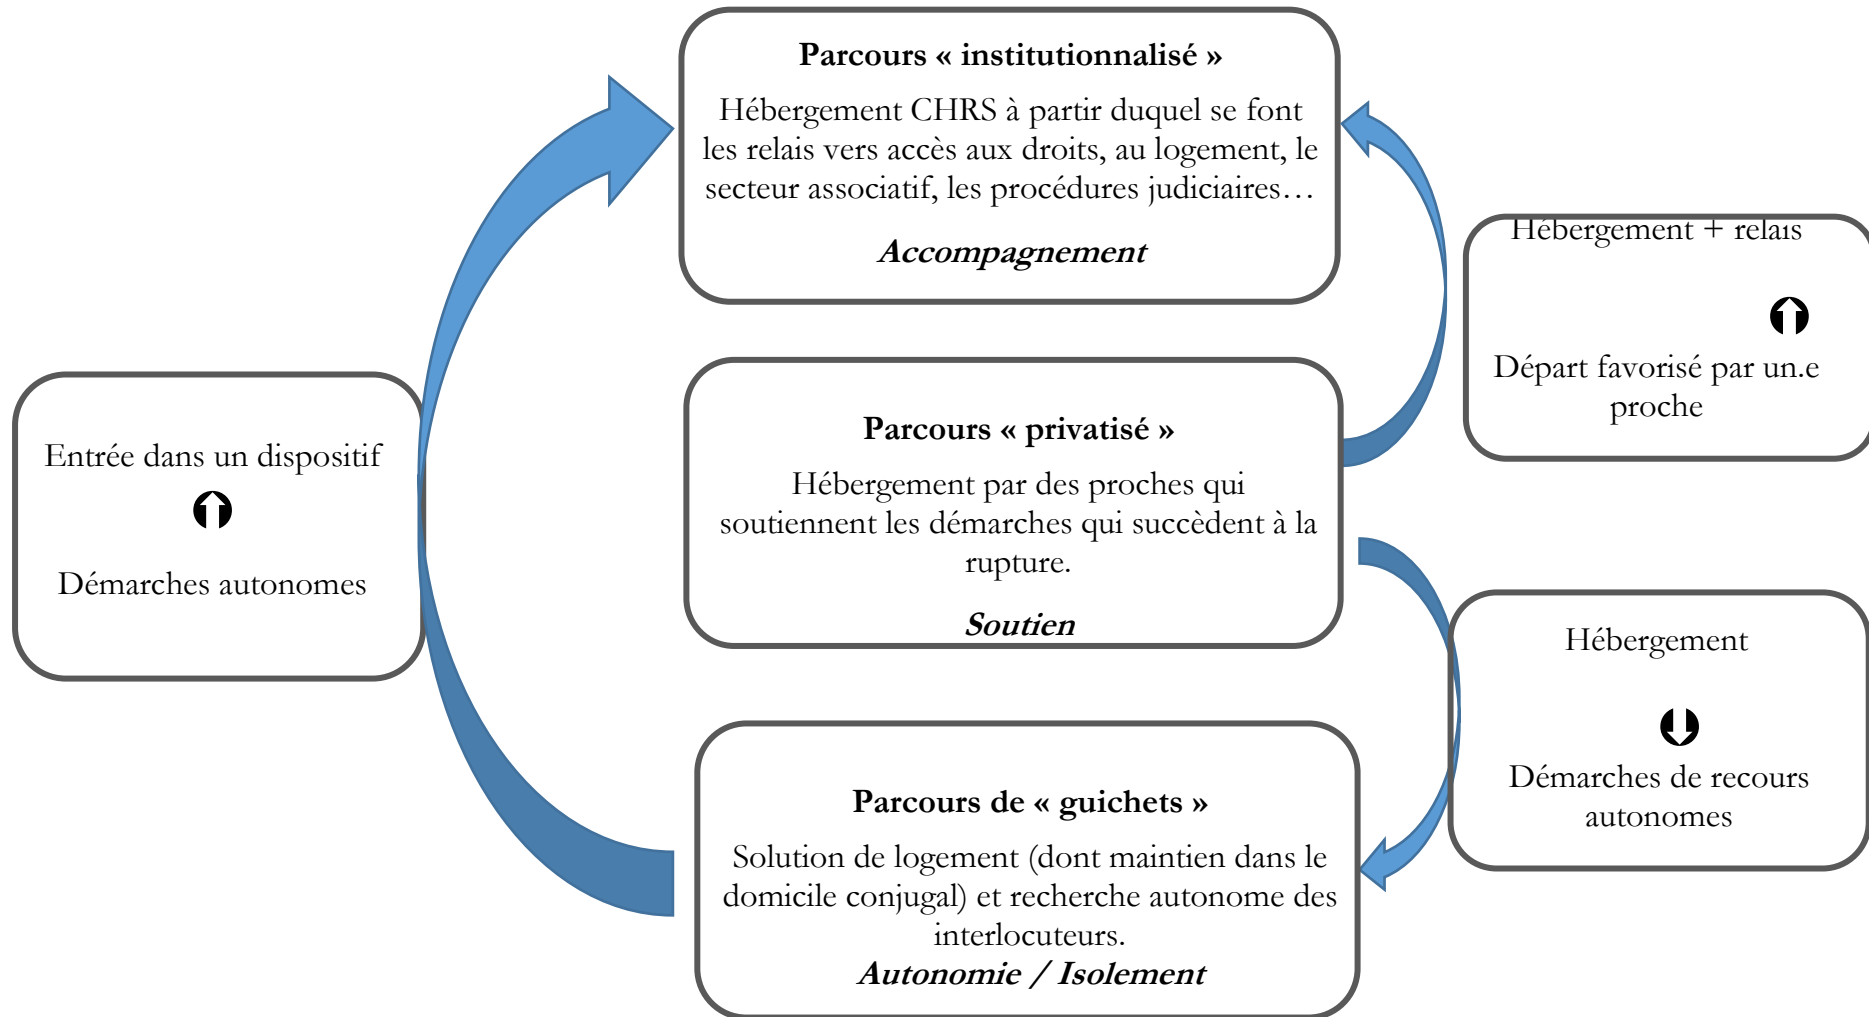 Parcours « institutionnalisé »
Hébergement CHRS à partir duquel se font
les relais vers accès aux droits, au logement, le
secteur associatif, les procédures judiciaires…
Accompagnement
Hébergement + relais
Départ favorisé par un.e
proche
Entrée dans un dispositif
Démarches autonomes
Parcours « privatisé »
Hébergement par des proches qui
soutiennent les démarches qui succèdent à la
rupture.
Soutien
Hébergement
Démarches de recours
autonomes
Parcours de « guichets »
Solution de logement (dont maintien dans le
domicile conjugal) et recherche autonome des
interlocuteurs.
Autonomie / Isolement